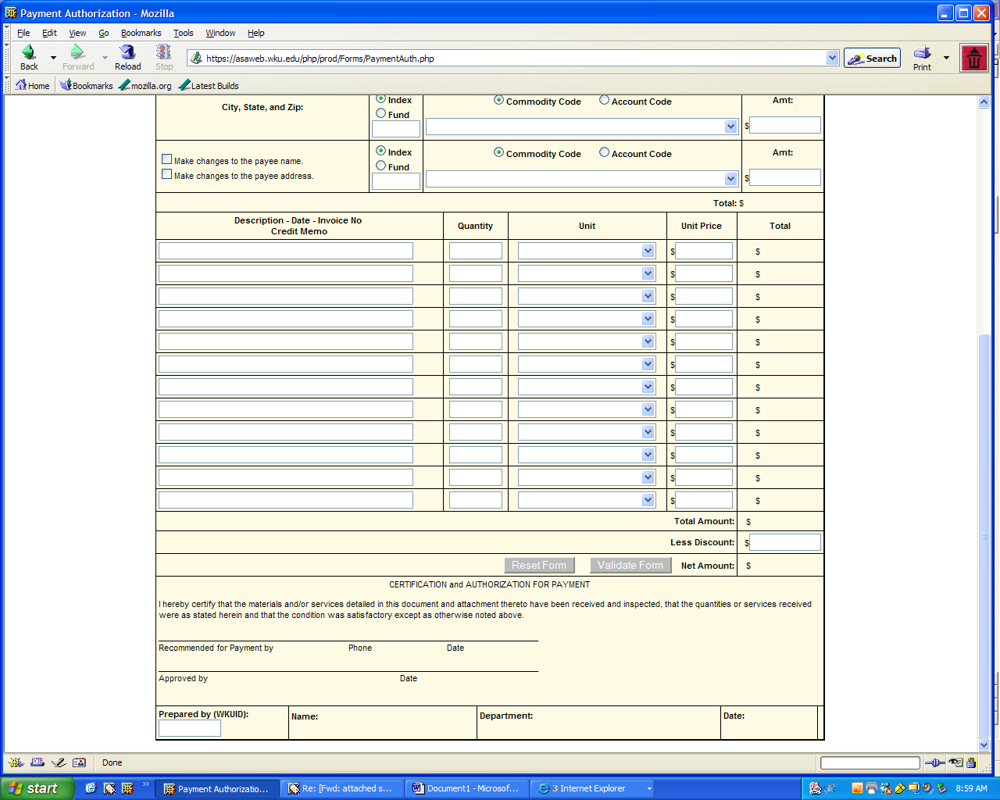 Payment Authorization - Mozilla
File Edit View Go Bookmarks Tools Window Help
Back Forward Reload Stop https://asaweb.wku.edu/php/prod/Forms/PaymentAuth.php Search Print
Home Bookmarks mozilla.org Latest Builds
City, State, and Zip: Index Commodity Code Account Code Amt:
Fund
$
Make changes to the payee name. Index Commodity Code Account Code Amt:
Make changes to the payee address. Fund
$
Total: $
Description - Date - Invoice No Quantity Unit Unit Price Total
Credit Memo
$ $
$ $
$ $
$ $
$ $
$ $
$ $
$ $
$ $
$ $
$ $
$ $
Total Amount: $
Less Discount: $
Reset Form Validate Form Net Amount: $
CERTIFICATION and AUTHORIZATION FOR PAYMENT
I hereby certify that the materials and/or services detailed in this document and attachment thereto have been received and inspected, that the quantities or services received
were as stated herein and that the condition was satisfactory except as otherwise noted above.
Recommended for Payment by Phone Date
Approved by Date
Prepared by (WKUID): Name: Department: Date:
Done
start Payment Authorizatio... Re: [Fwd: attached s... Document1 - Microsof... 3 Internet Explorer 8:59 AM